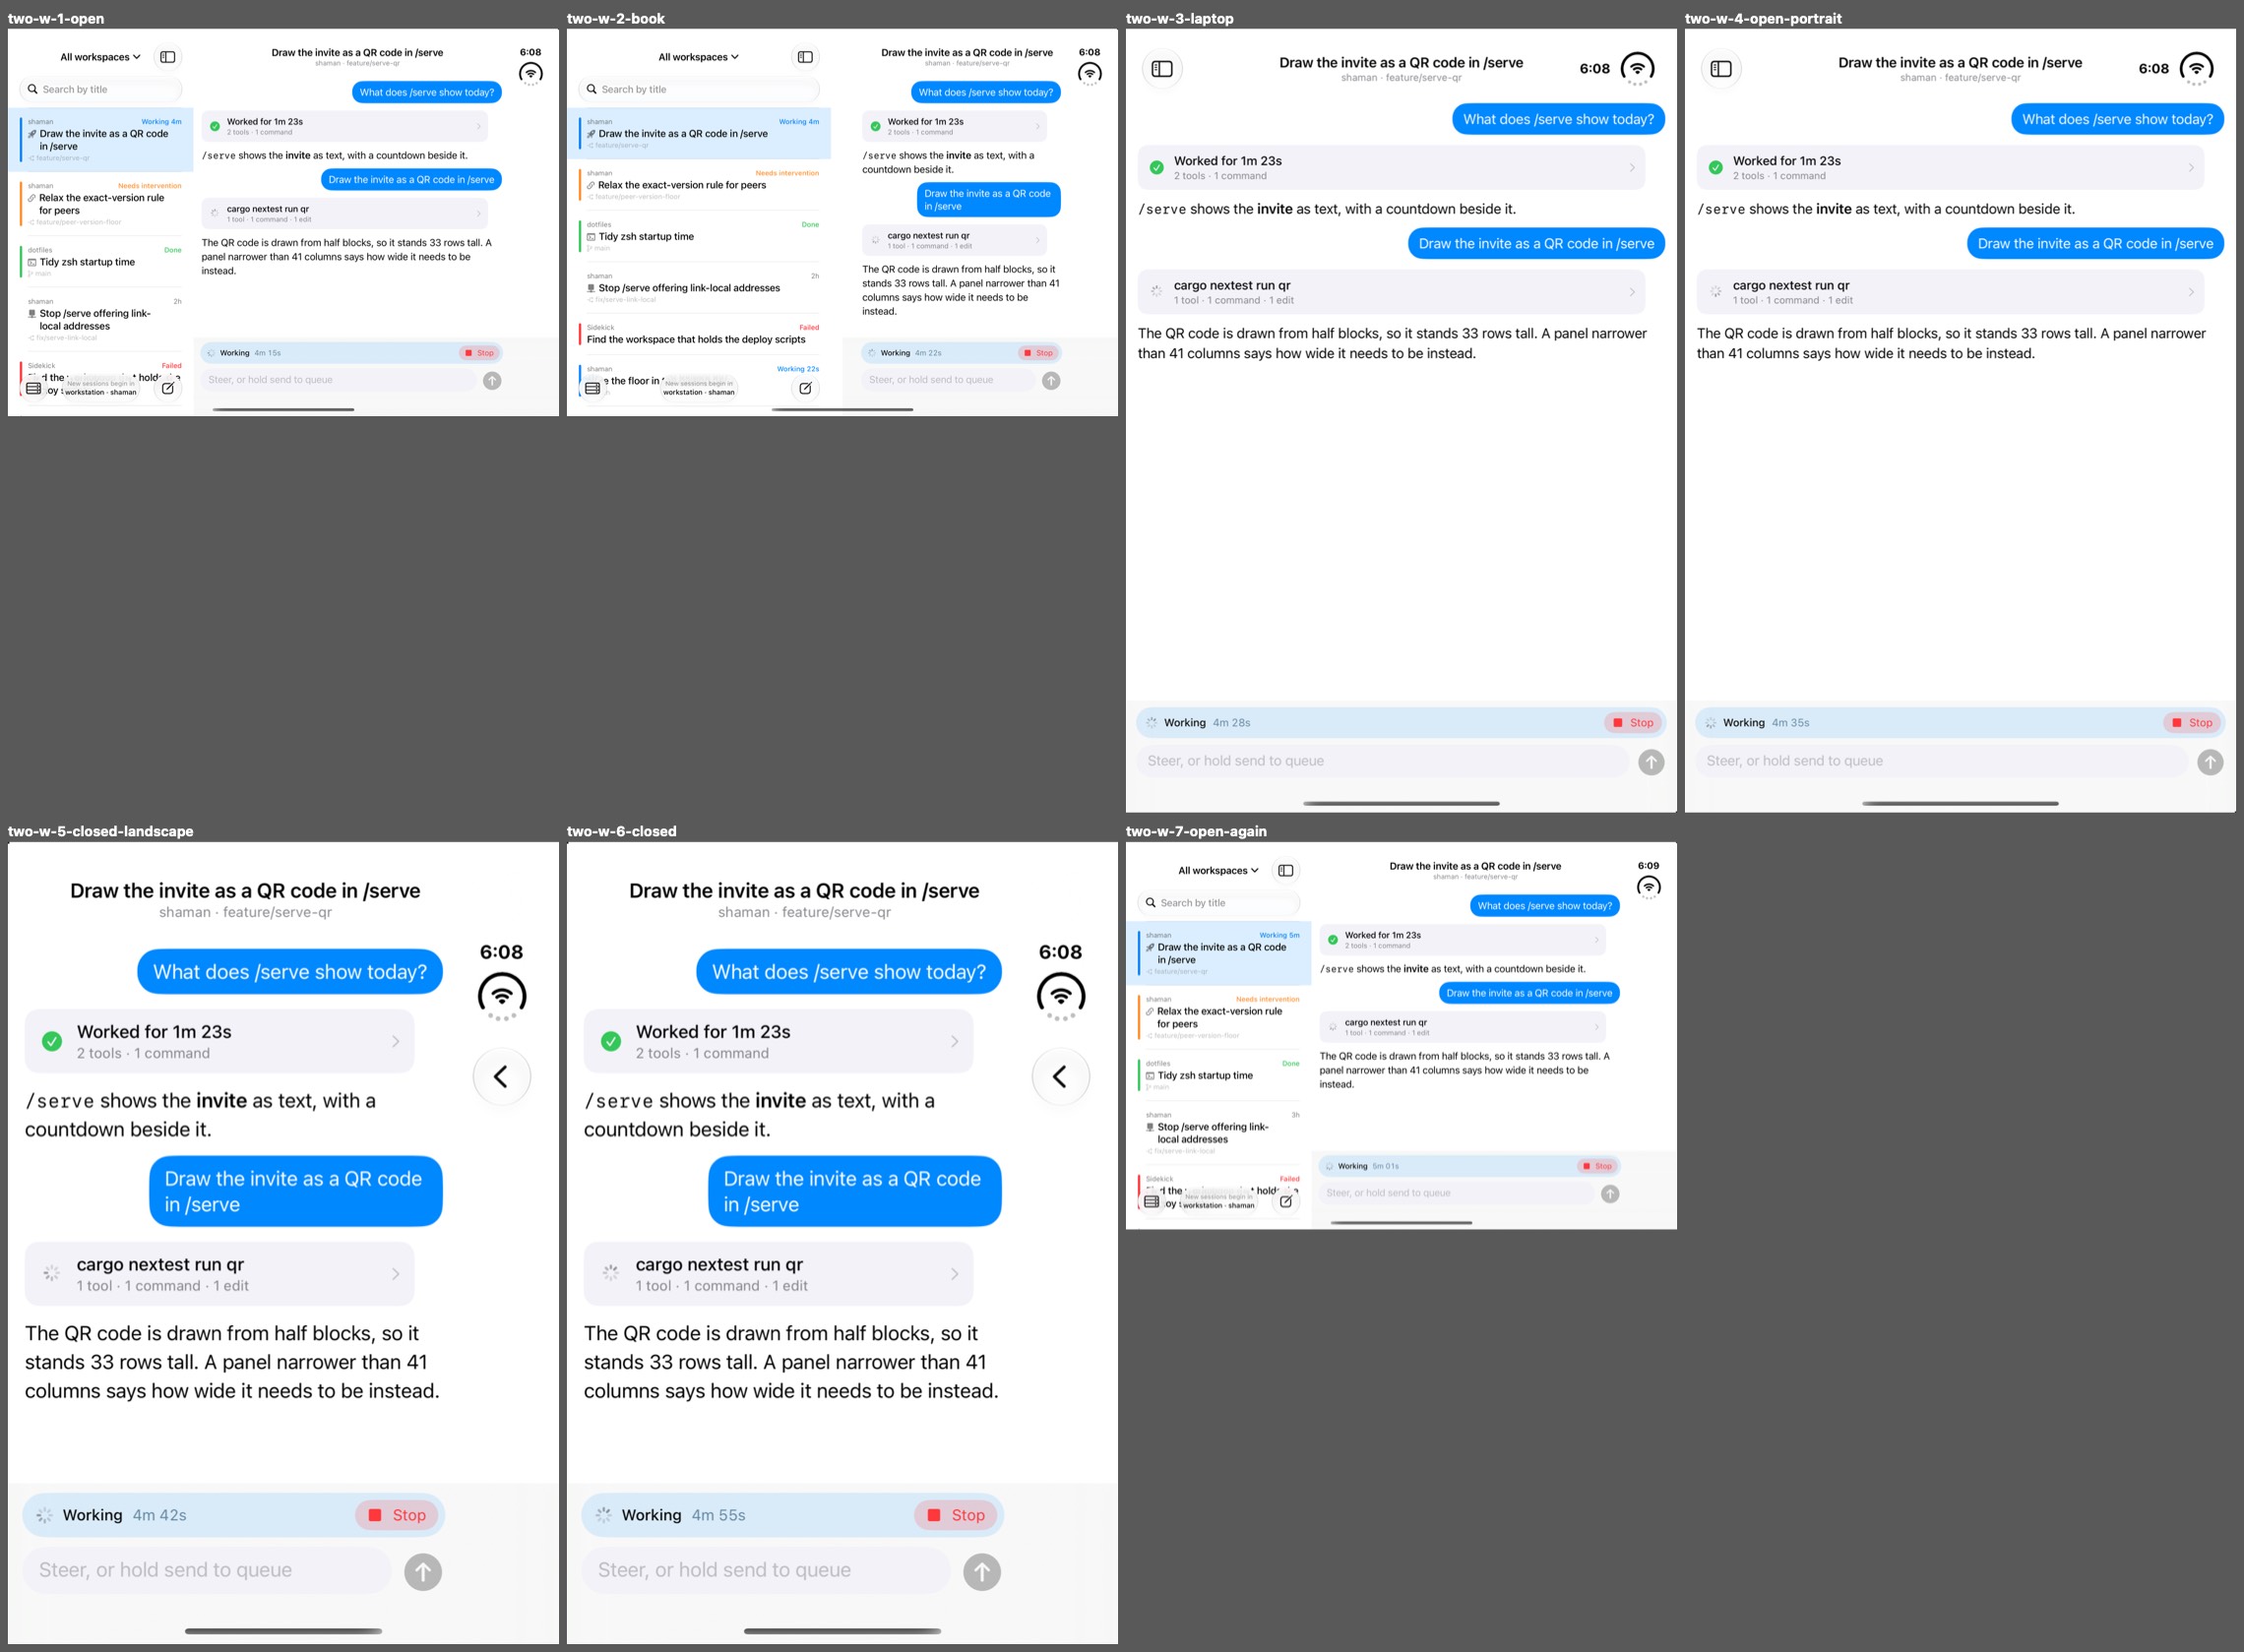 two-w-1-open
All workspaces
Search by title
shaman
Working 4m
Draw the invite as a QR code
in /serve
feature/serve-qr
shaman
Needs intervention
Relax the exact-version rule
for peers
feature/peer-version-floor
dotfiles
Done
Tidy zsh startup time
main
shaman
2h
Stop /serve offering link-
local addresses
fix/serve-link-local
Sidekick
Failed
New sessions begin in
workstation · shaman
Draw the invite as a QR code in /serve
shaman · feature/serve-qr
6:08
What does /serve show today?
Worked for 1m 23s
2 tools · 1 command
/serve shows the invite as text, with a countdown beside it.
Draw the invite as a QR code in /serve
cargo nextest run qr
1 tool · 1 command · 1 edit
The QR code is drawn from half blocks, so it stands 33 rows tall. A
panel narrower than 41 columns says how wide it needs to be
instead.
Working 4m 15s
Stop
Steer, or hold send to queue
two-w-2-book
All workspaces
Search by title
shaman
Working 4m
Draw the invite as a QR code in /serve
feature/serve-qr
shaman
Needs intervention
Relax the exact-version rule for peers
feature/peer-version-floor
dotfiles
Done
Tidy zsh startup time
main
shaman
2h
Stop /serve offering link-local addresses
fix/serve-link-local
Sidekick
Failed
Find the workspace that holds the deploy scripts
shaman
Working 22s
the floor in
New sessions begin in
workstation · shaman
Draw the invite as a QR code in /serve
shaman · feature/serve-qr
6:08
What does /serve show today?
Worked for 1m 23s
2 tools · 1 command
/serve shows the invite as text, with a
countdown beside it.
Draw the invite as a QR code
in /serve
cargo nextest run qr
1 tool · 1 command · 1 edit
The QR code is drawn from half blocks, so it
stands 33 rows tall. A panel narrower than 41
columns says how wide it needs to be
instead.
Working 4m 22s
Stop
Steer, or hold send to queue
two-w-3-laptop
Draw the invite as a QR code in /serve
shaman · feature/serve-qr
6:08
What does /serve show today?
Worked for 1m 23s
2 tools · 1 command
/serve shows the invite as text, with a countdown beside it.
Draw the invite as a QR code in /serve
cargo nextest run qr
1 tool · 1 command · 1 edit
The QR code is drawn from half blocks, so it stands 33 rows tall. A panel narrower
than 41 columns says how wide it needs to be instead.
Working 4m 28s
Stop
Steer, or hold send to queue
two-w-4-open-portrait
Draw the invite as a QR code in /serve
shaman · feature/serve-qr
6:08
What does /serve show today?
Worked for 1m 23s
2 tools · 1 command
/serve shows the invite as text, with a countdown beside it.
Draw the invite as a QR code in /serve
cargo nextest run qr
1 tool · 1 command · 1 edit
The QR code is drawn from half blocks, so it stands 33 rows tall. A panel narrower
than 41 columns says how wide it needs to be instead.
Working 4m 35s
Stop
Steer, or hold send to queue
two-w-5-closed-landscape
Draw the invite as a QR code in /serve
shaman · feature/serve-qr
6:08
What does /serve show today?
Worked for 1m 23s
2 tools · 1 command
/serve shows the invite as text, with a
countdown beside it.
Draw the invite as a QR code
in /serve
cargo nextest run qr
1 tool · 1 command · 1 edit
The QR code is drawn from half blocks, so it
stands 33 rows tall. A panel narrower than 41
columns says how wide it needs to be instead.
Working 4m 42s
Stop
Steer, or hold send to queue
two-w-6-closed
Draw the invite as a QR code in /serve
shaman · feature/serve-qr
6:08
What does /serve show today?
Worked for 1m 23s
2 tools · 1 command
/serve shows the invite as text, with a
countdown beside it.
Draw the invite as a QR code
in /serve
cargo nextest run qr
1 tool · 1 command · 1 edit
The QR code is drawn from half blocks, so it
stands 33 rows tall. A panel narrower than 41
columns says how wide it needs to be instead.
Working 4m 55s
Stop
Steer, or hold send to queue
two-w-7-open-again
All workspaces
Search by title
shaman
Working 5m
Draw the invite as a QR code
in /serve
feature/serve-qr
shaman
Needs intervention
Relax the exact-version rule
for peers
feature/peer-version-floor
dotfiles
Done
Tidy zsh startup time
main
shaman
3h
Stop /serve offering link-
local addresses
fix/serve-link-local
Sidekick
Failed
New sessions begin in
workstation · shaman
Draw the invite as a QR code in /serve
shaman · feature/serve-qr
6:09
What does /serve show today?
Worked for 1m 23s
2 tools · 1 command
/serve shows the invite as text, with a countdown beside it.
Draw the invite as a QR code in /serve
cargo nextest run qr
1 tool · 1 command · 1 edit
The QR code is drawn from half blocks, so it stands 33 rows tall. A
panel narrower than 41 columns says how wide it needs to be
instead.
Working 5m 01s
Stop
Steer, or hold send to queue